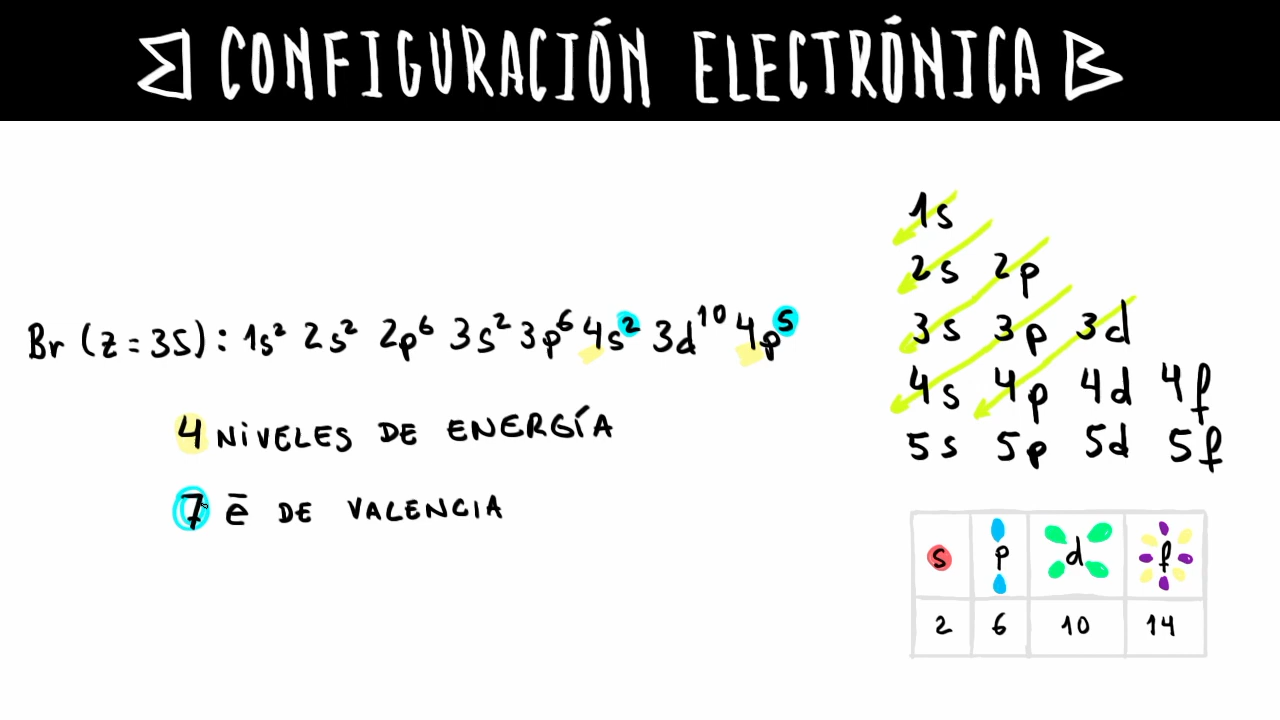 CONFIGURACIÓN ELECTRÓNICA
Br (z = 35) : 1s² 2s² 2p⁶ 3s² 3p⁶ 4s² 3d¹⁰ 4p⁵
4 NIVELES DE ENERGÍA
7 ē DE VALENCIA
1s
2s 2p
3s 3p 3d
4s 4p 4d 4f
5s 5p 5d 5f
s p d f
2 6 10 14